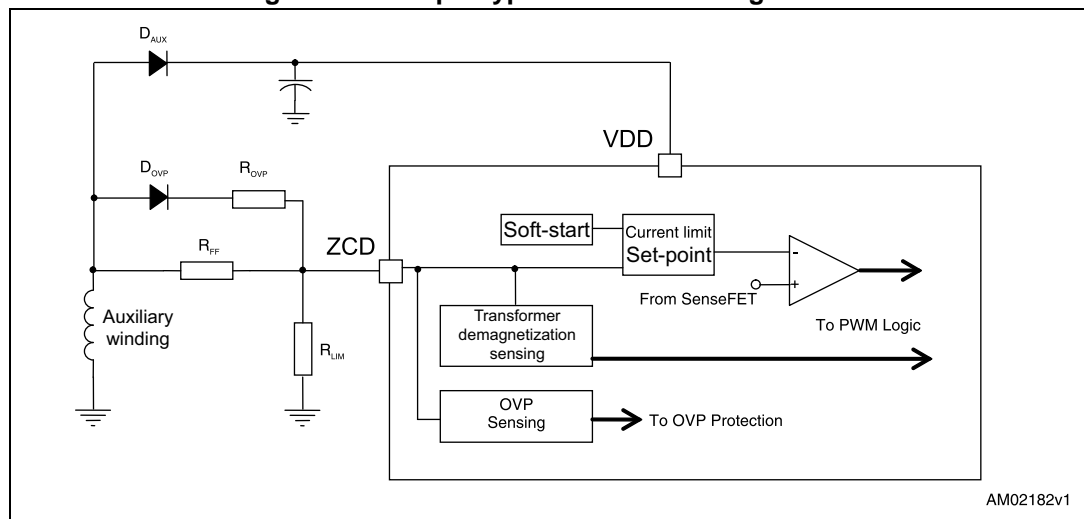 D_AUX
VDD
D_OVP
R_OVP
Soft-start
Current limit
Set-point
ZCD
R_FF
-
+
From SenseFET
To PWM Logic
Auxiliary
winding
Transformer
demagnetization
sensing
R_LIM
OVP
Sensing
To OVP Protection
AM02182v1